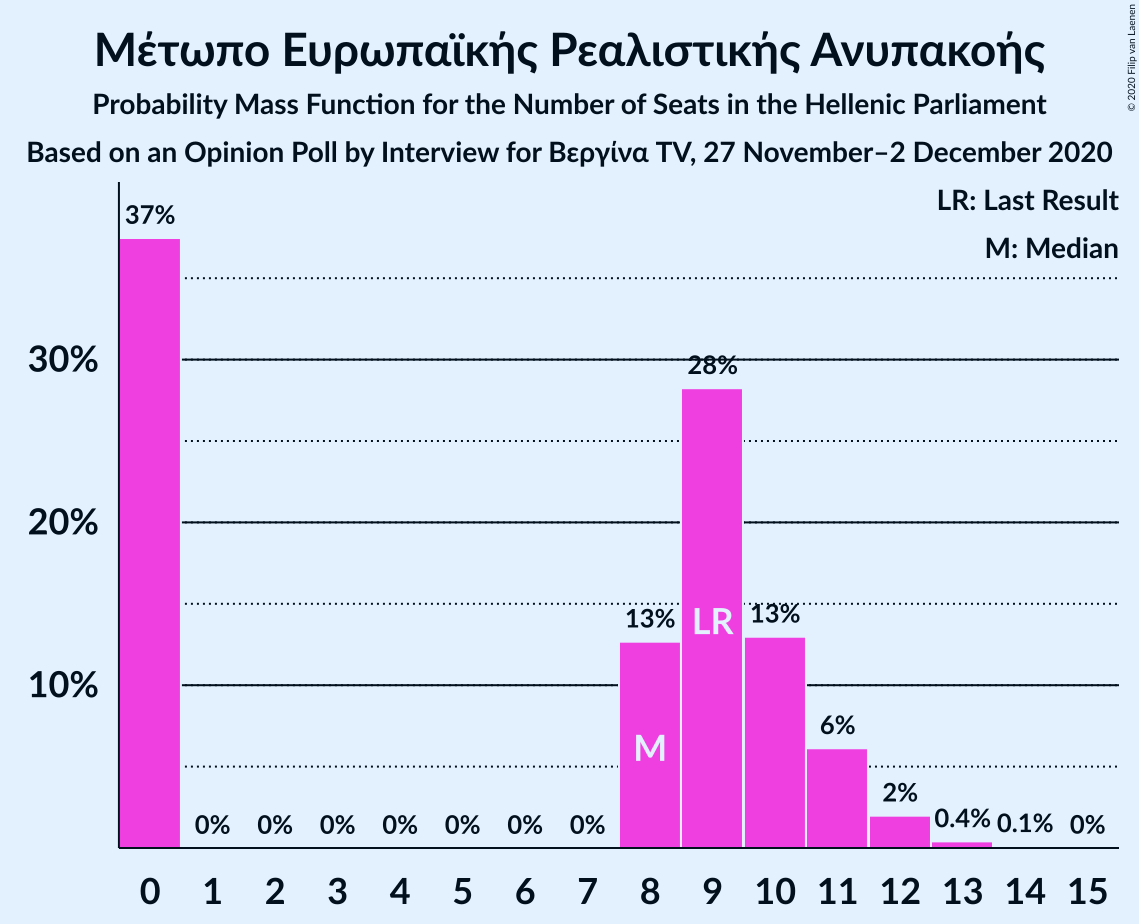 Μέτωπο Ευρωπαϊκής Ρεαλιστικής Ανυπακοής
Probability Mass Function for the Number of Seats in the Hellenic Parliament
Based on an Opinion Poll by Interview for Βεργίνα TV, 27 November–2 December 2020
© 2020 Filip van Laenen
LR: Last Result
M: Median
37%
30%
28%
20%
13%
LR
13%
10%
M
6%
2%
0%
0%
0%
0%
0%
0%
0%
0.4%
0.1%
0%
0 1 2 3 4 5 6 7 8 9 10 11 12 13 14 15